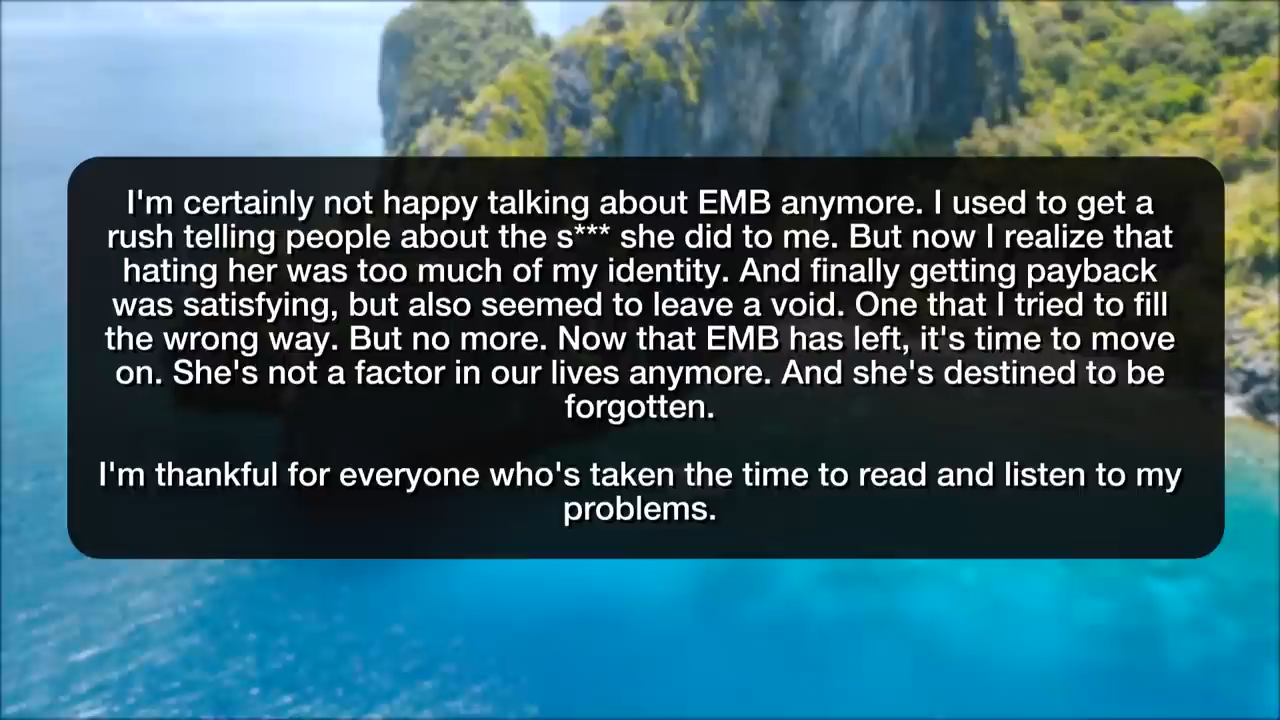 I'm certainly not happy talking about EMB anymore. I used to get a
rush telling people about the s*** she did to me. But now I realize that
hating her was too much of my identity. And finally getting payback
was satisfying, but also seemed to leave a void. One that I tried to fill
the wrong way. But no more. Now that EMB has left, it's time to move
on. She's not a factor in our lives anymore. And she's destined to be
forgotten.
I'm thankful for everyone who's taken the time to read and listen to my
problems.